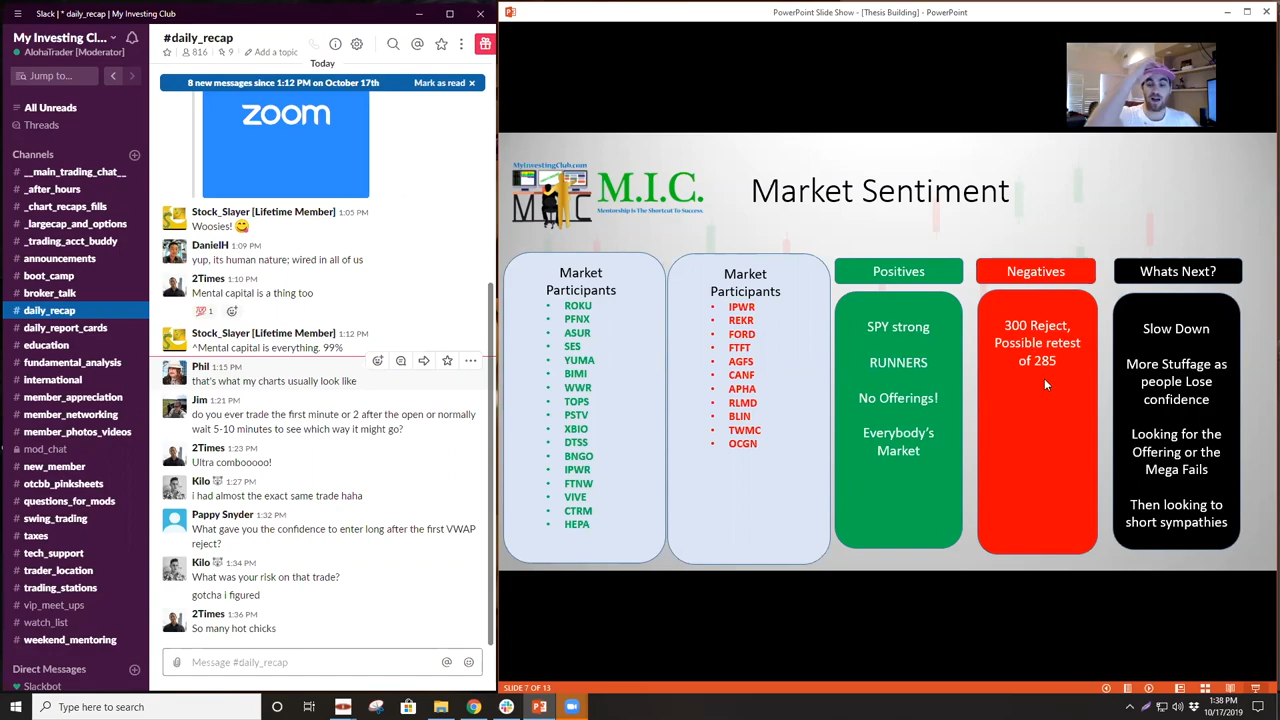 Slack | daily_recap | My Investing Club
My Investing Cl...
AlohaTrader [Moderator]
Jump to...
All Unreads
Threads
Channels
# __main_trading_chat_...
# _after_hours
# _chart_recaps_fills
# _largecap_and_options
# _trading_acct_buddy
# announcements
# boot_camp
# broker_talk
# daily_recap
# daily_report_cards
# education
# fundamental_analysis
# international
# member_appreciation
# member_networking
# member_photos_videos
mod_chat
# new_member
# otcbb_pinksheets
# questions_for_mods
# swing_trading
# taxes
# tech_support
# trader_location
# trading_stations
# vip_meet_ups
# watch_list
# weekend_mentoring
Direct Messages
Slackbot
#daily_recap
816 | 9 | Add a topic
Today
8 new messages since 1:12 PM on October 17th Mark as read
zoom
Stock_Slayer [Lifetime Member] 1:05 PM
Woosies!
DanielH 1:09 PM
yup, its human nature; wired in all of us
2Times 1:10 PM
Mental capital is a thing too
100 1
Stock_Slayer [Lifetime Member] 1:12 PM
^Mental capital is everything. 99%
Phil 1:15 PM
that's what my charts usually look like
Jim 1:21 PM
do you ever trade the first minute or 2 after the open or normally
wait 5-10 minutes to see which way it might go?
2Times 1:23 PM
Ultra combooooo!
Kilo 1:27 PM
i had almost the exact same trade haha
Pappy Snyder 1:32 PM
What gave you the confidence to enter long after the first VWAP
reject?
Kilo 1:34 PM
What was your risk on that trade?
gotcha i figured
2Times 1:36 PM
So many hot chicks
Message #daily_recap
PowerPoint Slide Show - [Thesis Building] - PowerPoint
MyInvestingClub.com
MIC
M.I.C.
Mentorship Is The Shortcut To Success.
Market Sentiment
Market
Participants
• ROKU
• PFNX
• ASUR
• SES
• YUMA
• BIMI
• WWR
• TOPS
• PSTV
• XBIO
• DTSS
• BNGO
• IPWR
• FTNW
• VIVE
• CTRM
• HEPA
Market
Participants
• IPWR
• REKR
• FORD
• FTFT
• AGFS
• CANF
• APHA
• RLMD
• BLIN
• TWMC
• OCGN
Positives
SPY strong
RUNNERS
No Offerings!
Everybody's
Market
Negatives
300 Reject,
Possible retest
of 285
Whats Next?
Slow Down
More Stuffage as
people Lose
confidence
Looking for the
Offering or the
Mega Fails
Then looking to
short sympathies
SLIDE 7 OF 13
Type here to search
1:38 PM
10/17/2019